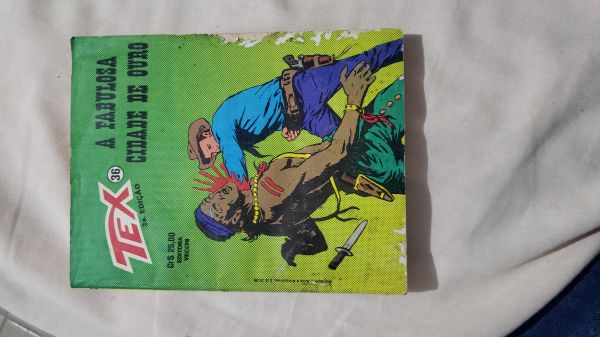 A FABULOSA
CIDADE DE OURO
TEX
36
2ª EDIÇÃO
Cr$ 25,00
EDITORA
VECCHI